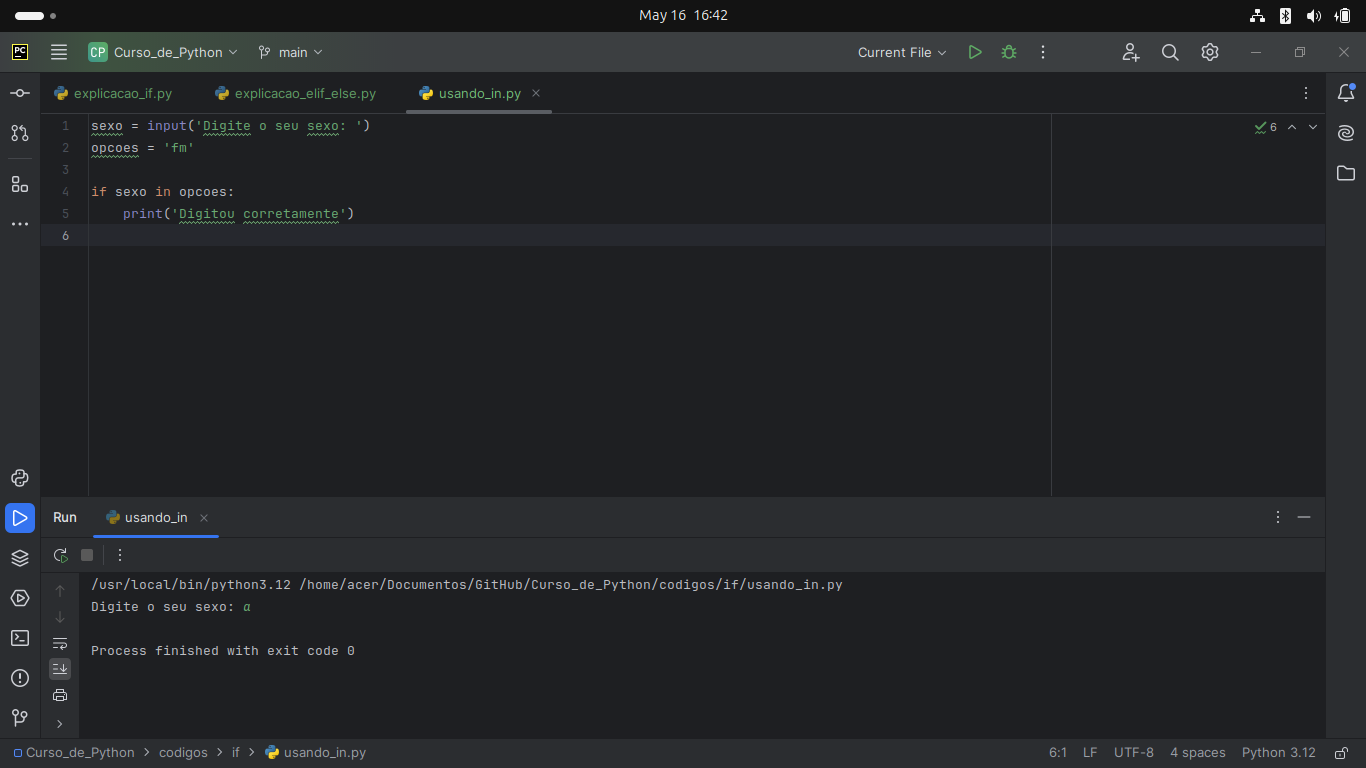 May 16 16:42
PC CP Curso_de_Python main Current File
explicacao_if.py explicacao_elif_else.py usando_in.py
1 sexo = input('Digite o seu sexo: ')
6
2 opcoes = 'fm'
3
4 if sexo in opcoes:
5 print('Digitou corretamente')
6
Run usando_in
/usr/local/bin/python3.12 /home/acer/Documentos/GitHub/Curso_de_Python/codigos/if/usando_in.py
Digite o seu sexo: a
Process finished with exit code 0
Curso_de_Python > codigos > if > usando_in.py 6:1 LF UTF-8 4 spaces Python 3.12